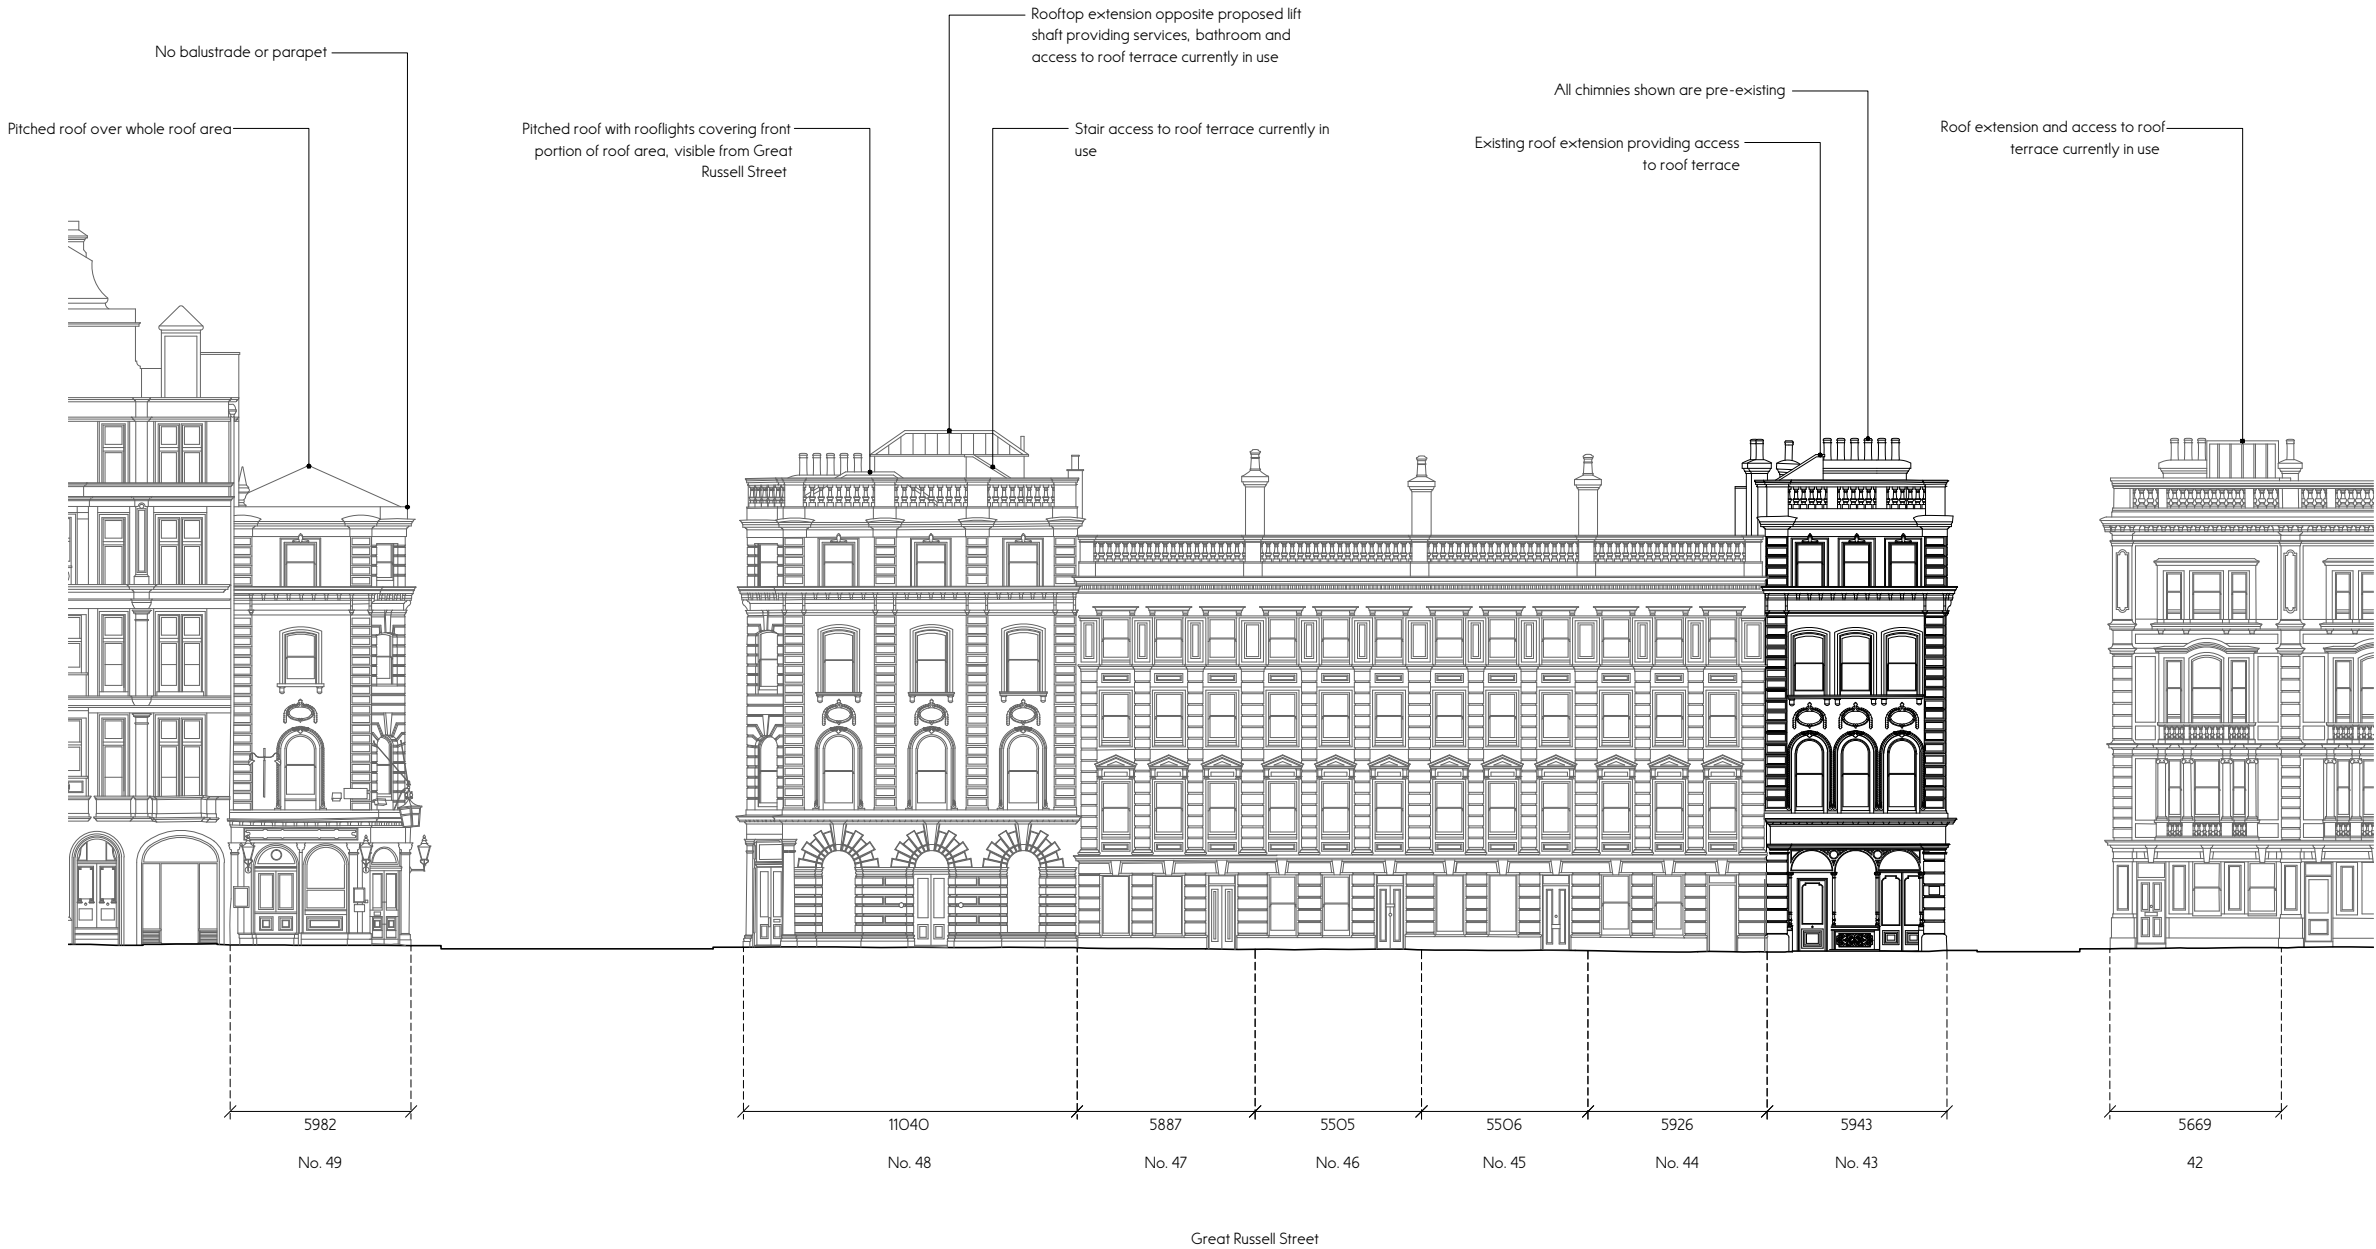 Rooftop extension opposite proposed lift
shaft providing services, bathroom and
access to roof terrace currently in use
No balustrade or parapet
All chimnies shown are pre-existing
Pitched roof over whole roof area
Pitched roof with rooflights covering front
portion of roof area, visible from Great
Russell Street
Stair access to roof terrace currently in
use
Existing roof extension providing access
to roof terrace
Roof extension and access to roof
terrace currently in use
5982
11040
5887
5505
5506
5926
5943
5669
No. 49
No. 48
No. 47
No. 46
No. 45
No. 44
No. 43
42
Great Russell Street